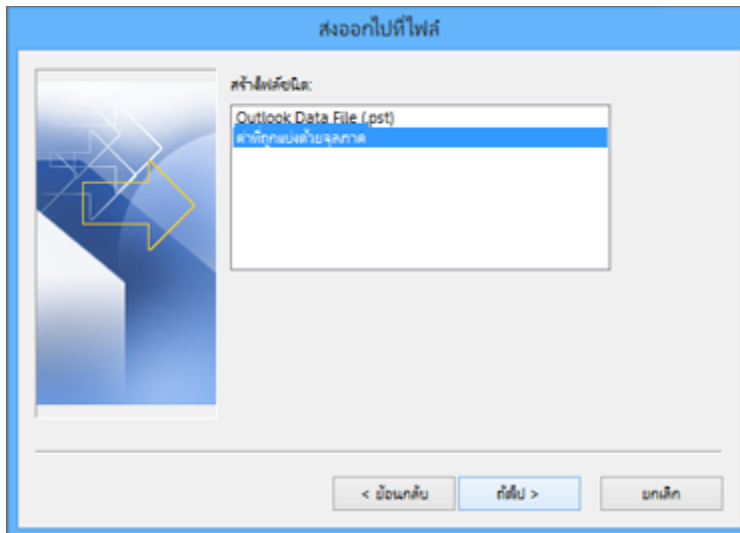 ส่งออกไปที่ไฟล์
สร้างไฟล์ชนิด:
Outlook Data File (.pst)
ค่าที่ถูกแบ่งด้วยจุลภาค
< ย้อนกลับ
ถัดไป >
ยกเลิก